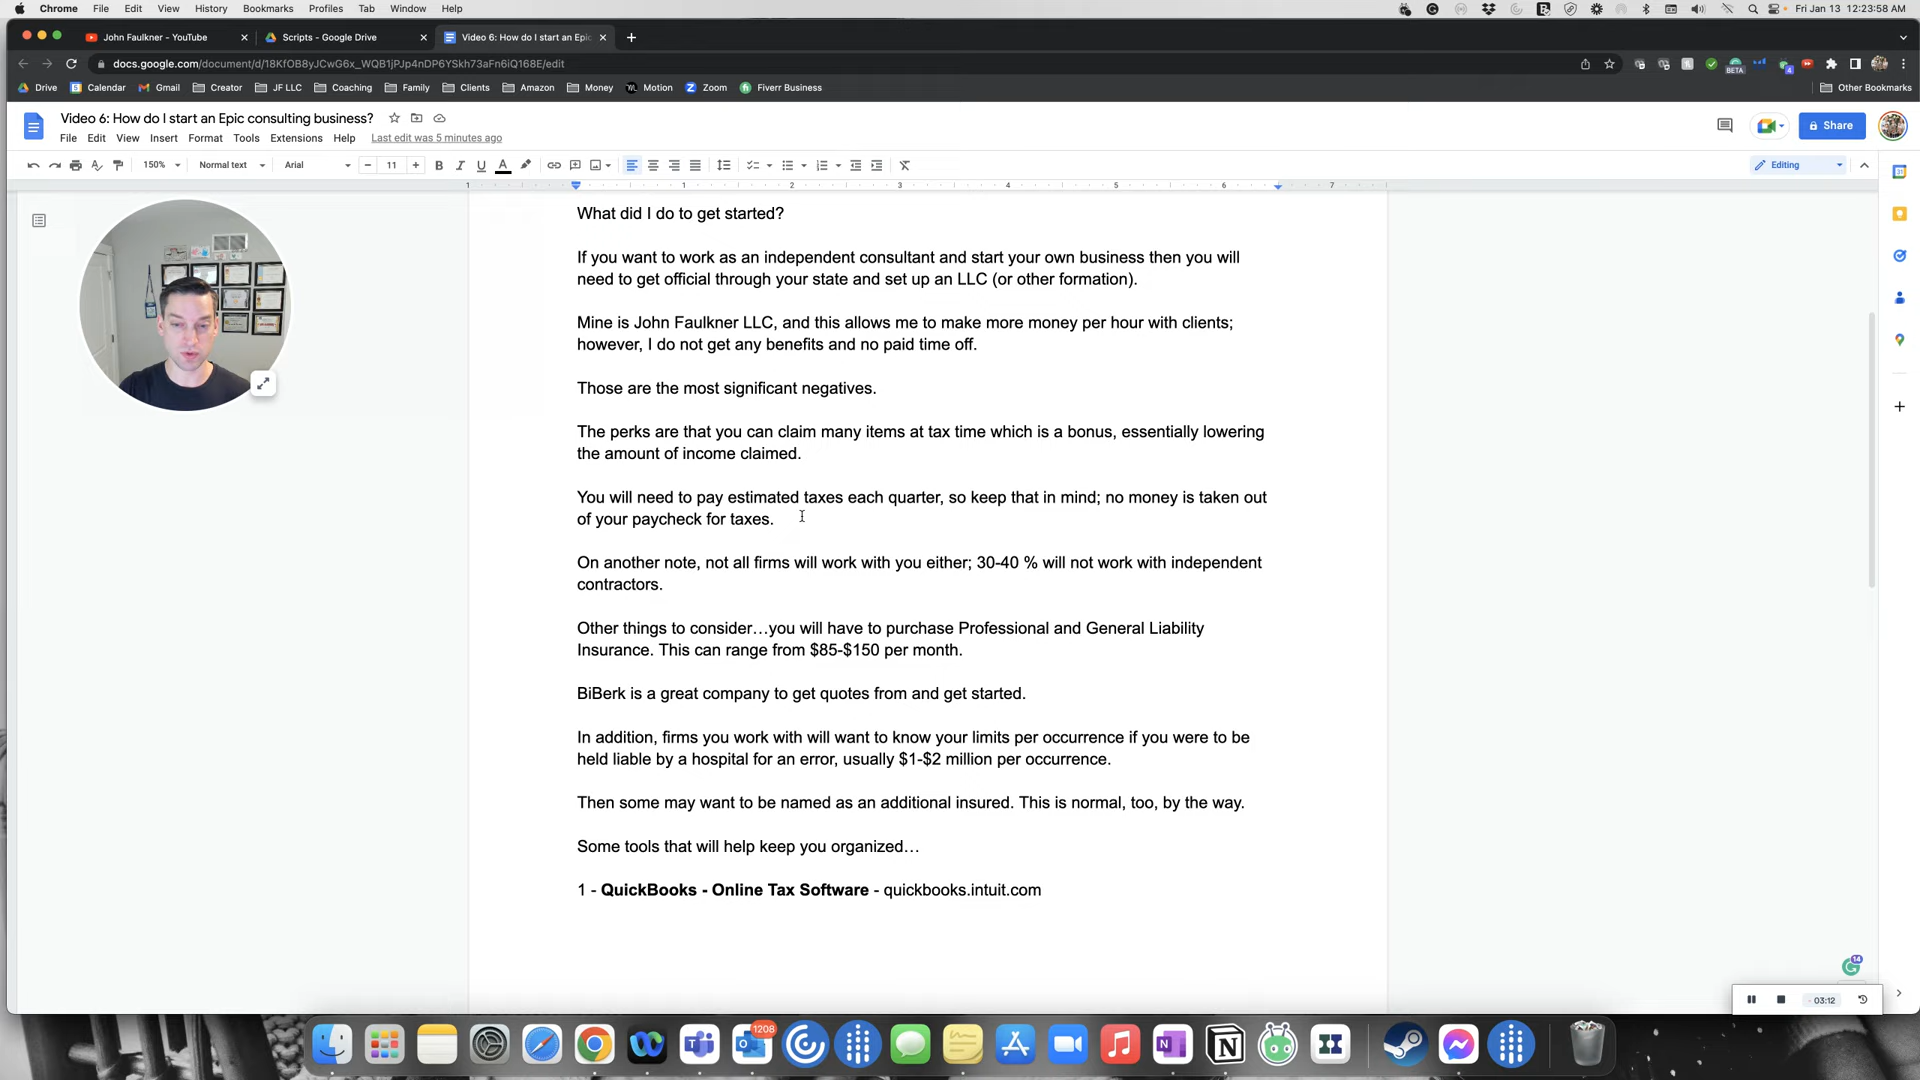 Chrome File Edit View History Bookmarks Profiles Tab Window Help Fri Jan 13 12:23:58 AM
John Faulkner - YouTube Scripts - Google Drive Video 6: How do I start an Epic
docs.google.com/document/d/18KfOB8yJCwG6x_WQB1jPJp4nDP6YSkh73aFn6iQ168E/edit
BETA 4
Drive Calendar Gmail Creator JF LLC Coaching Family Clients Amazon Money Motion Zoom Fiverr Business Other Bookmarks
Video 6: How do I start an Epic consulting business?
File Edit View Insert Format Tools Extensions Help Last edit was 5 minutes ago
Share
150% Normal text Arial 11 Editing
1 1 2 3 4 5 6 7
What did I do to get started?
If you want to work as an independent consultant and start your own business then you will
need to get official through your state and set up an LLC (or other formation).
Mine is John Faulkner LLC, and this allows me to make more money per hour with clients;
however, I do not get any benefits and no paid time off.
Those are the most significant negatives.
The perks are that you can claim many items at tax time which is a bonus, essentially lowering
the amount of income claimed.
You will need to pay estimated taxes each quarter, so keep that in mind; no money is taken out
of your paycheck for taxes.
On another note, not all firms will work with you either; 30-40 % will not work with independent
contractors.
Other things to consider…you will have to purchase Professional and General Liability
Insurance. This can range from $85-$150 per month.
BiBerk is a great company to get quotes from and get started.
In addition, firms you work with will want to know your limits per occurrence if you were to be
held liable by a hospital for an error, usually $1-$2 million per occurrence.
Then some may want to be named as an additional insured. This is normal, too, by the way.
Some tools that will help keep you organized…
1 - QuickBooks - Online Tax Software - quickbooks.intuit.com
14
03:12
1208